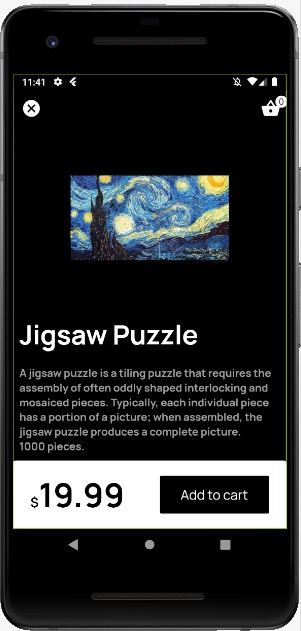 11:41
0
Jigsaw Puzzle
A jigsaw puzzle is a tiling puzzle that requires the
assembly of often oddly shaped interlocking and
mosaiced pieces. Typically, each individual piece
has a portion of a picture; when assembled, the
jigsaw puzzle produces a complete picture.
1000 pieces.
$19.99
Add to cart